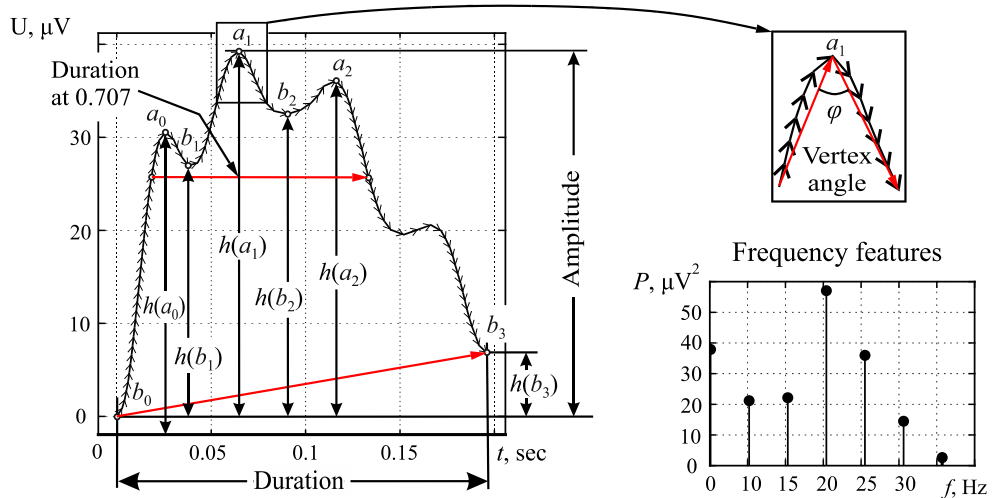 U, μV
Duration
at 0.707
a0
b1
a1
b2
a2
30
20
10
0
h(a0)
h(b1)
h(a1)
h(b2)
h(a2)
Amplitude
b0
b3
h(b3)
0
0.05
0.1
0.15
t, sec
Duration
a1
φ
Vertex
angle
Frequency features
P, μV2
60
50
40
30
20
10
0
0
10
15
20
25
30
f, Hz